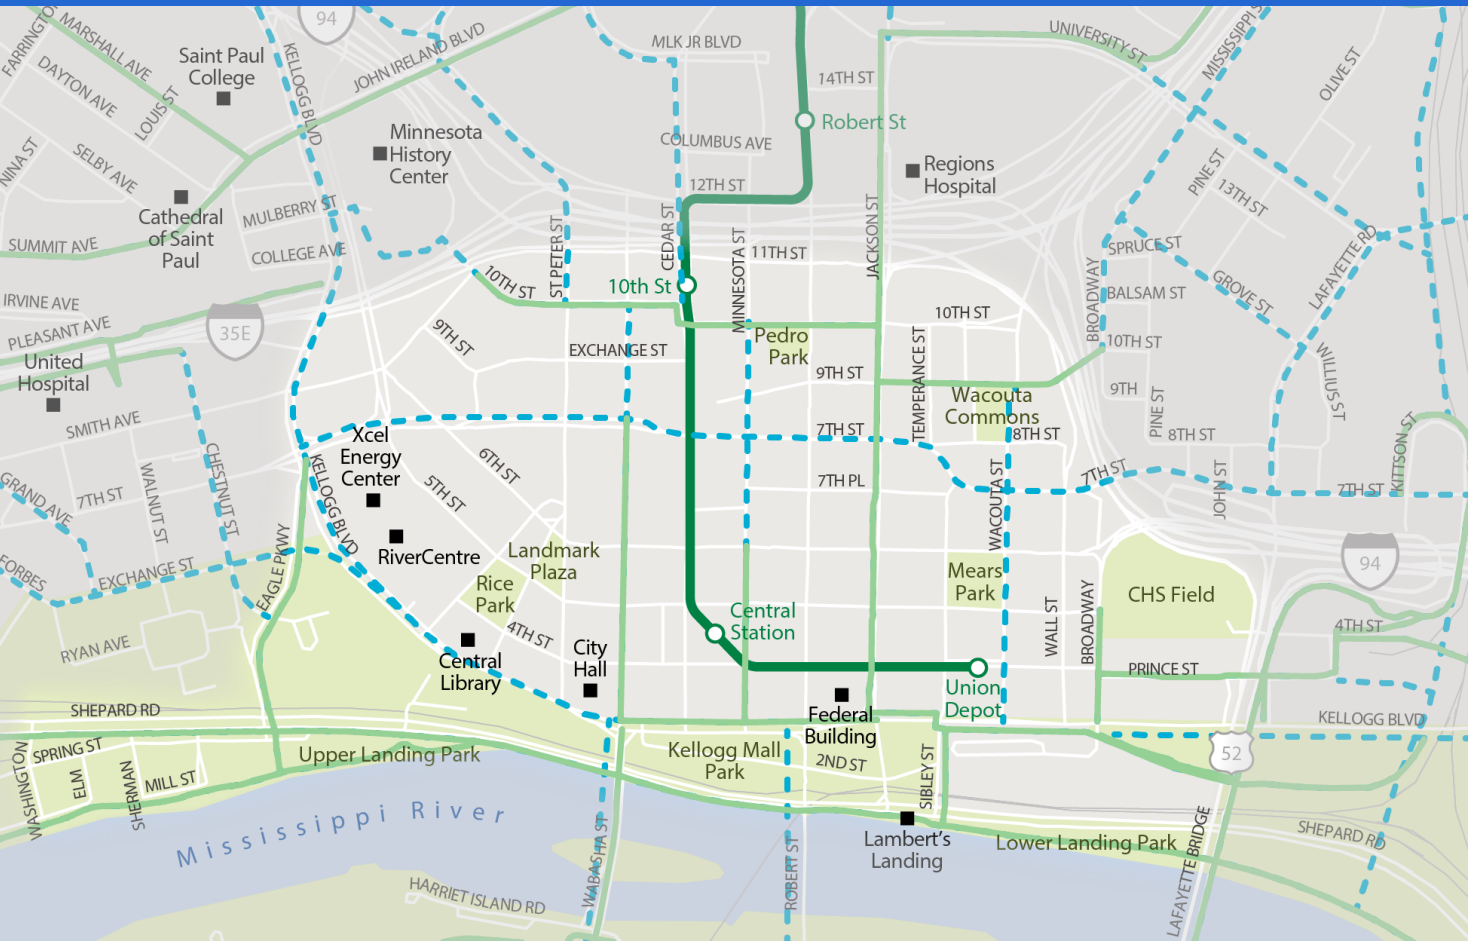 FARRINGTON
MARSHALL AVE
94
KELLOGG BLVD
JOHN IRELAND BLVD
MLK JR BLVD
UNIVERSITY ST
MISSISSIPPI S
Saint Paul
College
DAYTON AVE
LOUIS ST
14TH ST
OLIVE ST
Robert St
Minnesota
History
Center
COLUMBUS AVE
NINA ST
SELBY AVE
Regions
Hospital
PINE ST
13TH ST
12TH ST
Cathedral
of Saint
Paul
MULBERRY ST
COLLEGE AVE
SUMMIT AVE
ST PETER ST
CEDAR ST
MINNESOTA ST
11TH ST
JACKSON ST
SPRUCE ST
LAFAYETTE RD
10TH ST
10th St
BROADWAY
BALSAM ST
GROVE ST
IRVINE AVE
PLEASANT AVE
35E
9TH ST
EXCHANGE ST
Pedro
Park
10TH ST
TEMPERANCE ST
10TH ST
WILLIUS ST
United
Hospital
9TH ST
Wacouta
Commons
9TH
PINE ST
SMITH AVE
Xcel
Energy
Center
7TH ST
8TH ST
8TH ST
KITTSON ST
CHESTNUT ST
KELLOGG BLVD
6TH ST
5TH ST
7TH PL
WACOUTA ST
7TH ST
JOHN ST
7TH ST
GRAND AVE
7TH ST
WALNUT ST
RiverCentre
Landmark
Plaza
Rice
Park
Mears
Park
CHS Field
94
FORBES
EXCHANGE ST
EAGLE PKWY
Central
Station
WALL ST
BROADWAY
4TH ST
RYAN AVE
4TH ST
City
Hall
Central
Library
PRINCE ST
Union
Depot
SHEPARD RD
Federal
Building
KELLOGG BLVD
SPRING ST
Upper Landing Park
Kellogg Mall
Park
2ND ST
SIBLEY ST
52
WASHINGTON
ELM
SHERMAN
MILL ST
Mississippi River
WABASHA ST
ROBERT ST
Lambert's
Landing
Lower Landing Park
LAFAYETTE BRIDGE
SHEPARD RD
HARRIET ISLAND RD